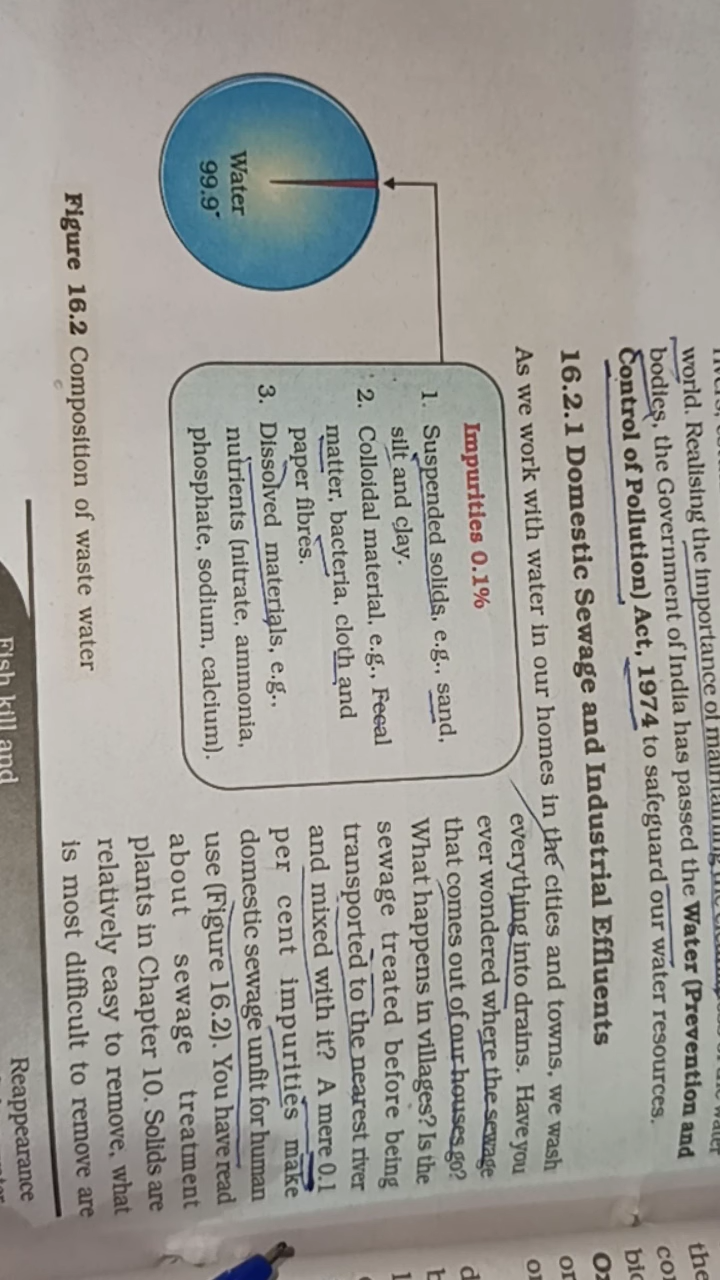 world. Realising the importance of maintaining the
bodies, the Government of India has passed the Water (Prevention and
Control of Pollution) Act, 1974 to safeguard our water resources.
16.2.1 Domestic Sewage and Industrial Effluents
As we work with water in our homes in the cities and towns, we wash
everything into drains. Have you
ever wondered where the sewage
that comes out of our houses go?
What happens in villages? Is the
sewage treated before being
transported to the nearest river
and mixed with it? A mere 0.1
per cent impurities make
domestic sewage unfit for human
use (Figure 16.2). You have read
about sewage treatment
plants in Chapter 10. Solids are
relatively easy to remove, what
is most difficult to remove are
Impurities 0.1%
1. Suspended solids, e.g., sand,
silt and clay.
2. Colloidal material, e.g., Fecal
matter, bacteria, cloth and
paper fibres.
3. Dissolved materials, e.g.,
nutrients (nitrate, ammonia,
phosphate, sodium, calcium).
Water
99.9
Figure 16.2 Composition of waste water
Fish kill and
Reappearance